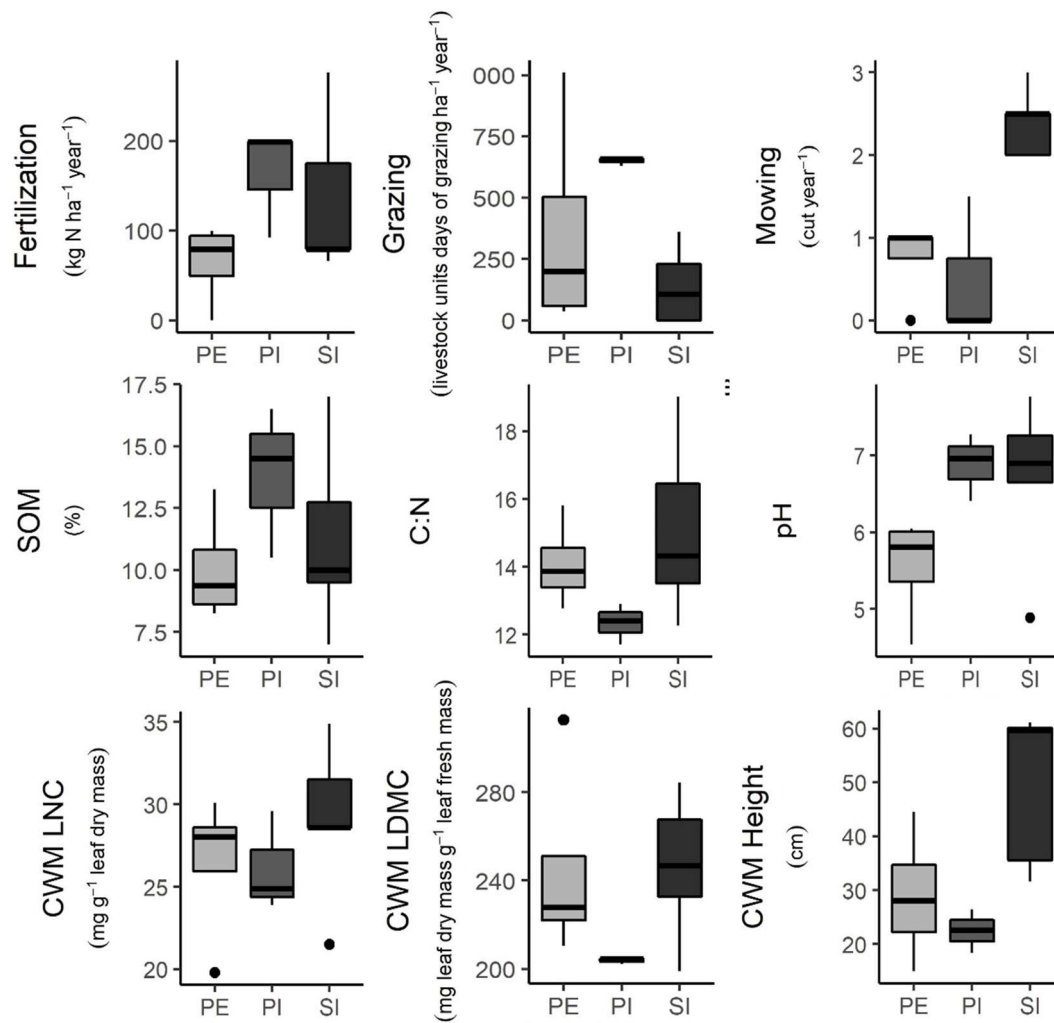 Fertilization
(kg N ha⁻¹ year⁻¹)
200
100
0
PE PI SI
Grazing
(livestock units days of grazing ha⁻¹ year⁻¹)
000
750
500
250
0
PE PI SI
Mowing
(cut year⁻¹)
3
2
1
0
PE PI SI
SOM
(%)
17.5
15.0
12.5
10.0
7.5
PE PI SI
C:N
18
16
14
12
PE PI SI
...
pH
7
6
5
PE PI SI
CWM LNC
(mg g⁻¹ leaf dry mass)
35
30
25
20
PE PI SI
CWM LDMC
(mg leaf dry mass g⁻¹ leaf fresh mass)
280
240
200
PE PI SI
CWM Height
(cm)
60
50
40
30
20
PE PI SI